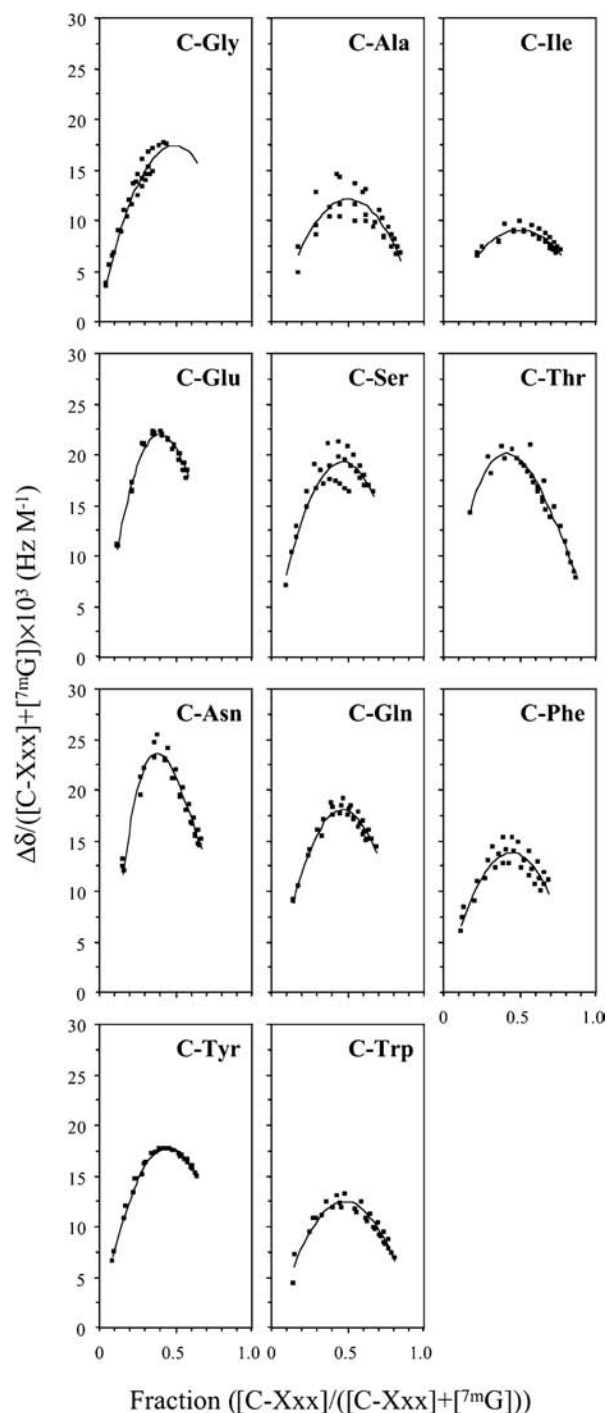 C-Gly
C-Ala
C-Ile
30
25
20
15
10
5
0
C-Glu
C-Ser
C-Thr
30
25
20
15
10
5
0
Δδ/([C-Xxx]+[⁷ᵐG])×10³ (Hz M⁻¹)
C-Asn
C-Gln
C-Phe
30
25
20
15
10
5
0
0 0.5 1.0
C-Tyr
C-Trp
30
25
20
15
10
5
0
0 0.5 1.0 0 0.5 1.0
Fraction ([C-Xxx]/([C-Xxx]+[⁷ᵐG]))